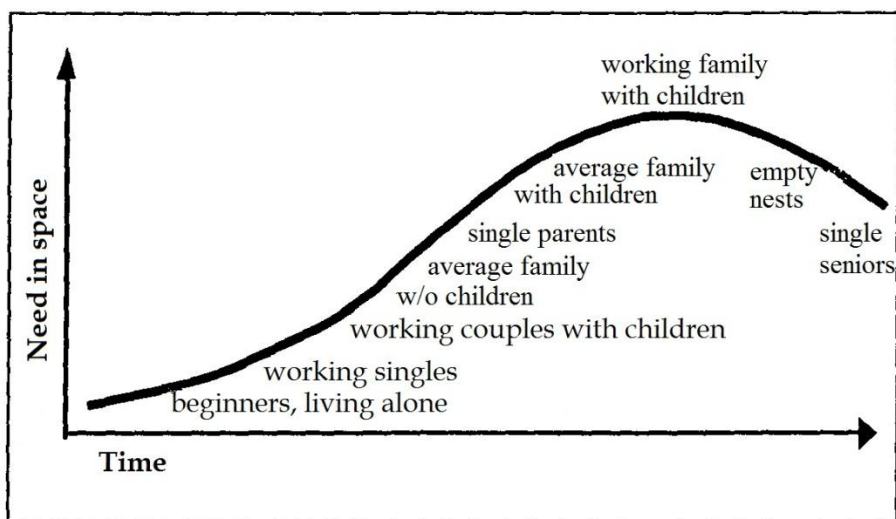 working family
with children
average family
with children
empty
nests
single parents
single
seniors
average family
w/o children
working couples with children
working singles
beginners, living alone
Need in space
Time